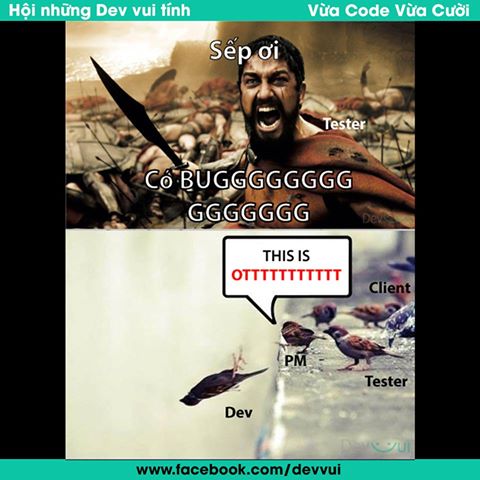 Hội những Dev vui tính
Vừa Code Vừa Cười
Sếp ơi
Tester
Có BUGGGGGGGG
GGGGGGG
THIS IS
OTTTTTTTTTTT
Client
PM
Tester
Dev
www.facebook.com/devvui